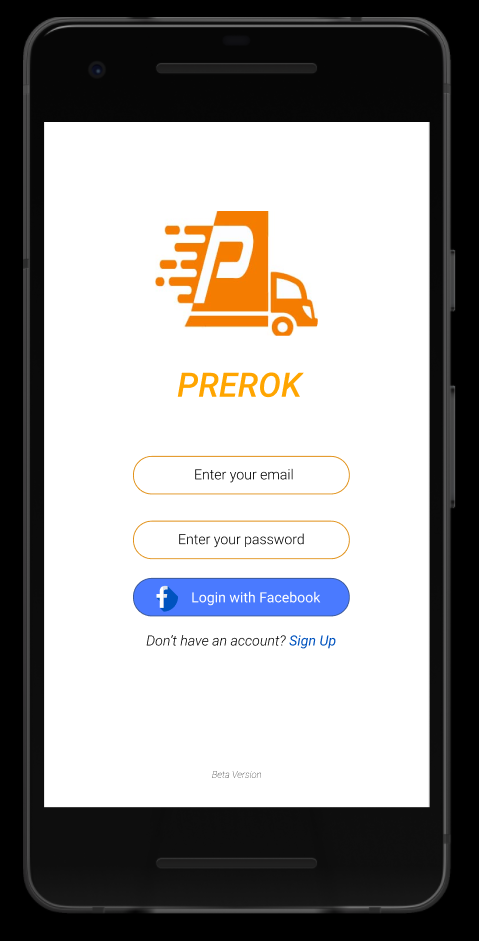 P
PREROK
Enter your email
Enter your password
f Login with Facebook
Don't have an account? Sign Up
Beta Version